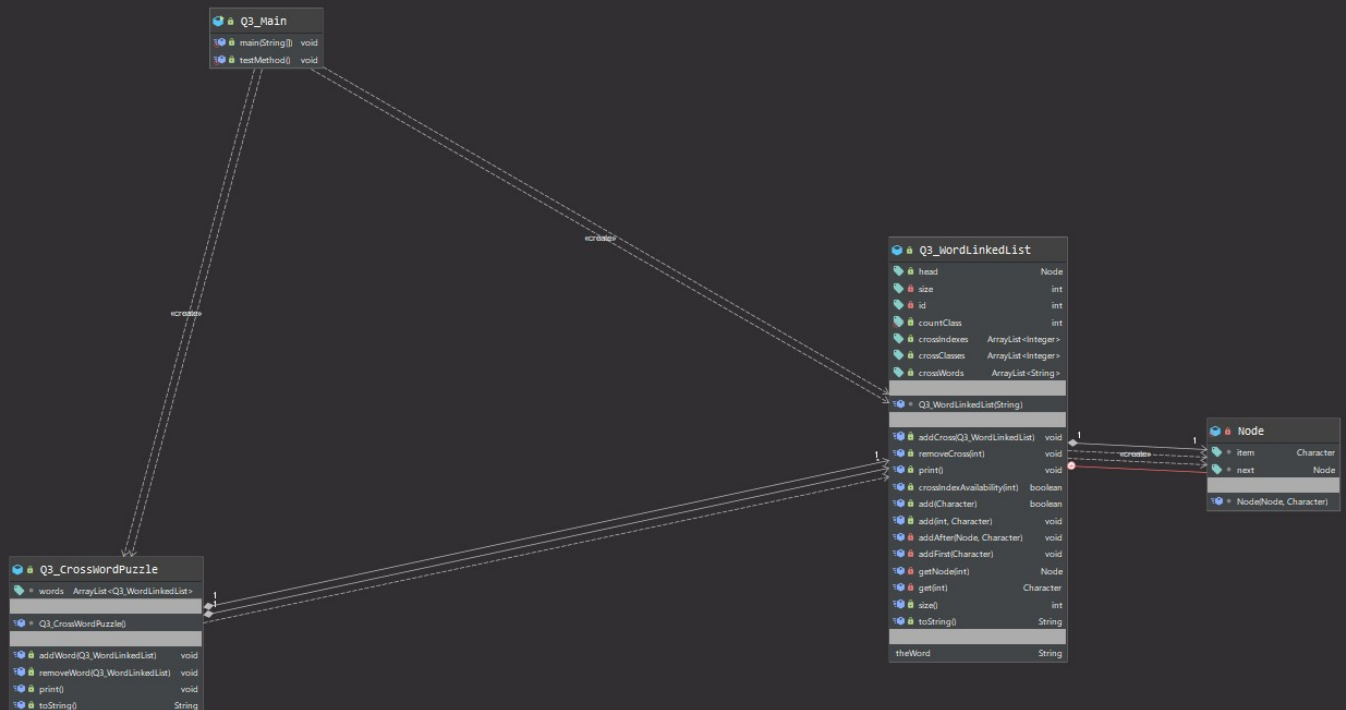 Q3_Main
main(String[]) void
testMethod() void
«create»
«create»
Q3_WordLinkedList
head Node
size int
id int
countClass int
crossIndexes ArrayList<Integer>
crossClasses ArrayList<Integer>
crossWords ArrayList<String>
Q3_WordLinkedList(String)
addCross(Q3_WordLinkedList) void
removeCross(int) void
print() void
crossIndexAvailability(int) boolean
add(Character) boolean
add(int, Character) void
addAfter(Node, Character) void
addFirst(Character) void
getNode(int) Node
get(int) Character
size() int
toString() String
theWord String
1
1
«create»
Node
item Character
next Node
Node(Node, Character)
1
1
1
Q3_CrossWordPuzzle
words ArrayList<Q3_WordLinkedList>
Q3_CrossWordPuzzle()
addWord(Q3_WordLinkedList) void
removeWord(Q3_WordLinkedList) void
print() void
toString() String